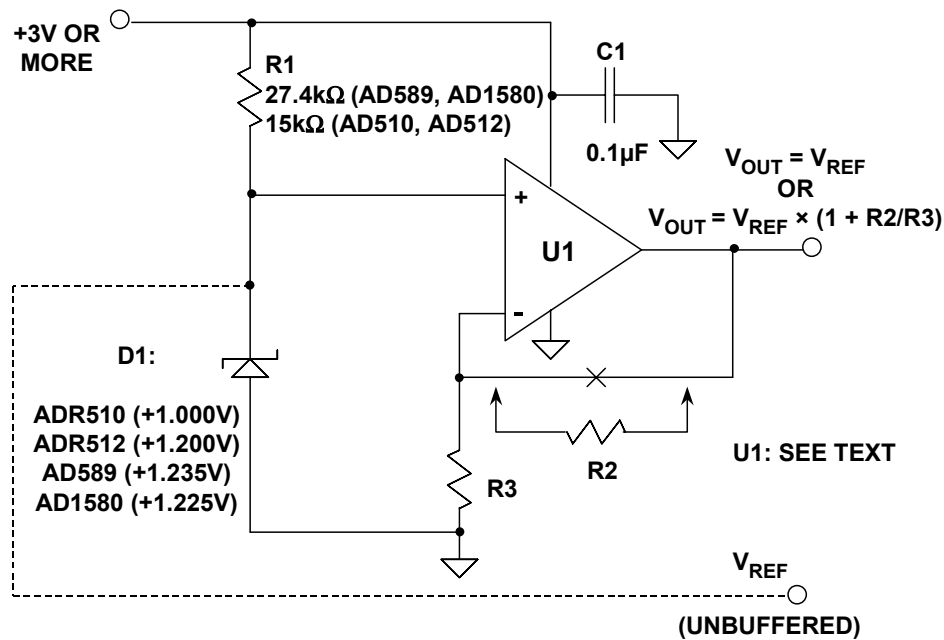 +3V OR
MORE
R1
27.4kΩ (AD589, AD1580)
15kΩ (AD510, AD512)
C1
0.1µF
V_OUT = V_REF
OR
V_OUT = V_REF × (1 + R2/R3)
+
U1
-
D1:
ADR510 (+1.000V)
ADR512 (+1.200V)
AD589 (+1.235V)
AD1580 (+1.225V)
R2
R3
U1: SEE TEXT
V_REF
(UNBUFFERED)